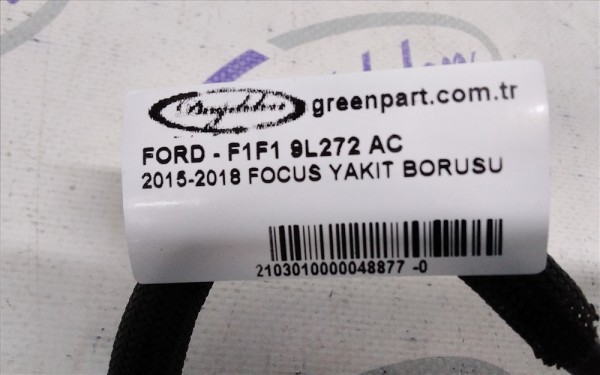 greenpart.com.tr
FORD - F1F1 9L272 AC
2015-2018 FOCUS YAKIT BORUSU
2103010000048877 -0